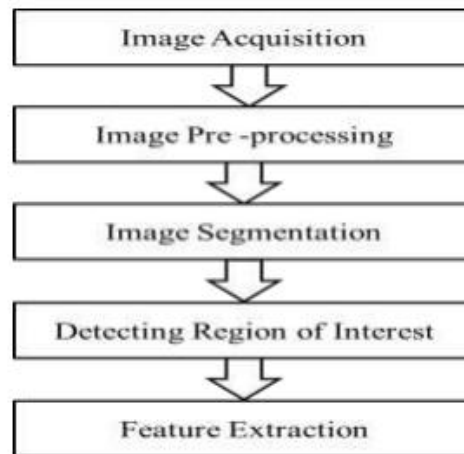 Image Acquisition
Image Pre -processing
Image Segmentation
Detecting Region of Interest
Feature Extraction